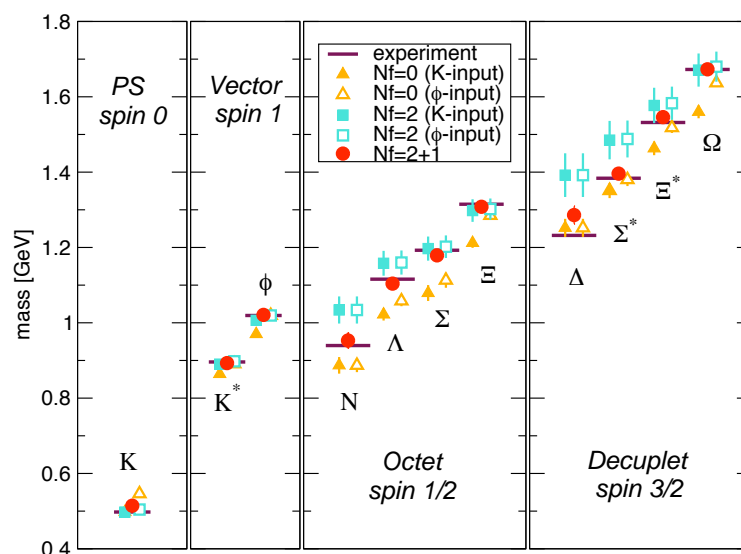 1.8
1.6
1.4
1.2
1
0.8
0.6
0.4
mass [GeV]
PS
spin 0
Vector
spin 1
experiment
Nf=0 (K-input)
Nf=0 (ϕ-input)
Nf=2 (K-input)
Nf=2 (ϕ-input)
Nf=2+1
K
K*
ϕ
N
Λ
Σ
Ξ
Octet
spin 1/2
Δ
Σ*
Ξ*
Ω
Decuplet
spin 3/2